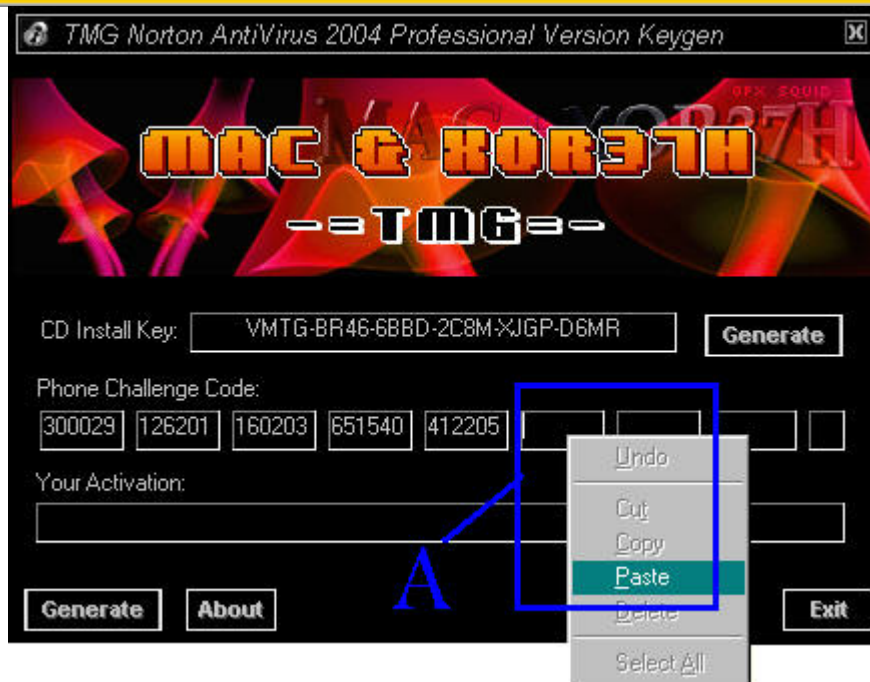 TMG Norton AntiVirus 2004 Professional Version Keygen
GFX SQUID
MAC & XOR37H
MAC & XOR37H
-=TMG=-
CD Install Key: VMTG-BR46-6BBD-2C8M-XJGP-D6MR Generate
Phone Challenge Code:
300029 126201 160203 651540 412205
Undo
Your Activation:
Cut
Copy
Paste
A
Generate About Delete Exit
Select All